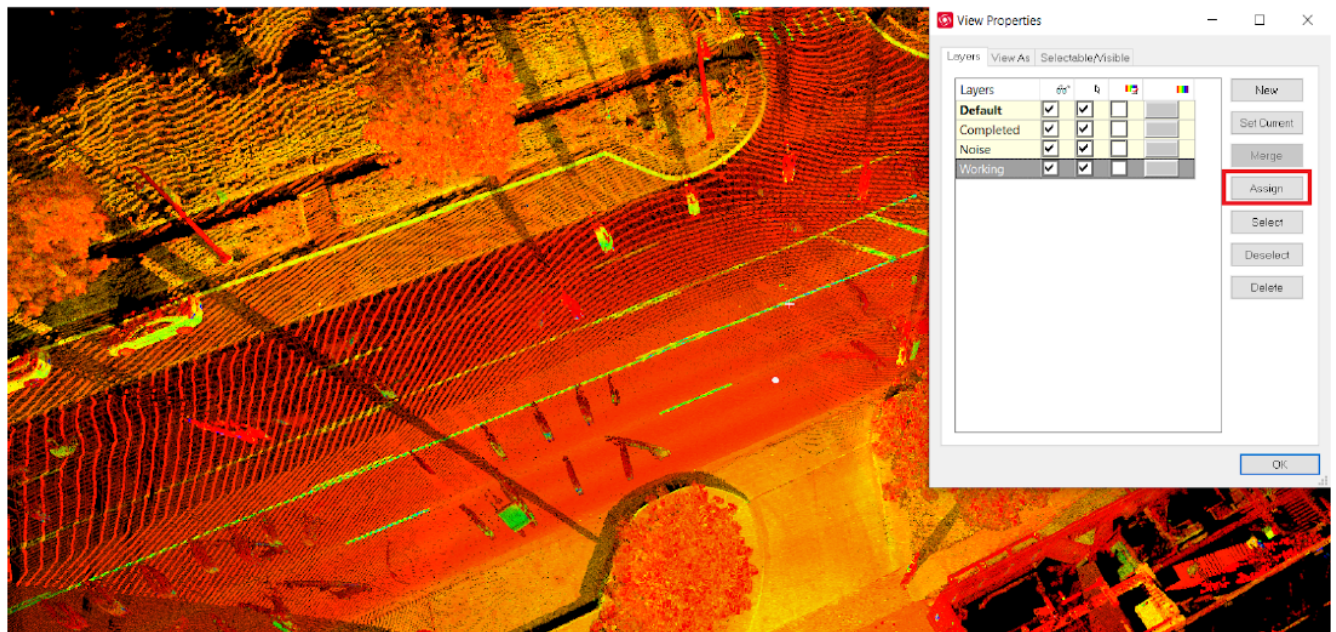 View Properties
Layers View As Selectable/Visible
Layers
Default
Completed
Noise
Working
New
Set Current
Merge
Assign
Select
Deselect
Delete
OK